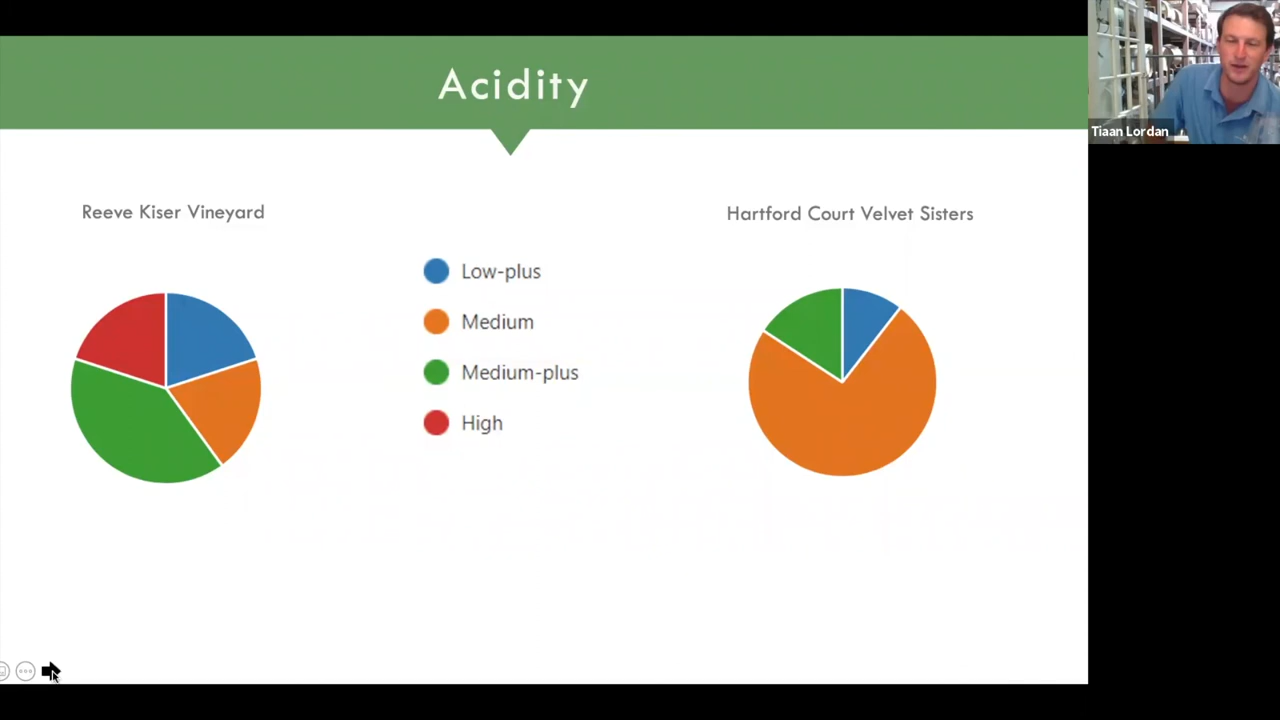 Acidity
Tiaan Lordan
Reeve Kiser Vineyard
Hartford Court Velvet Sisters
Low-plus
Medium
Medium-plus
High